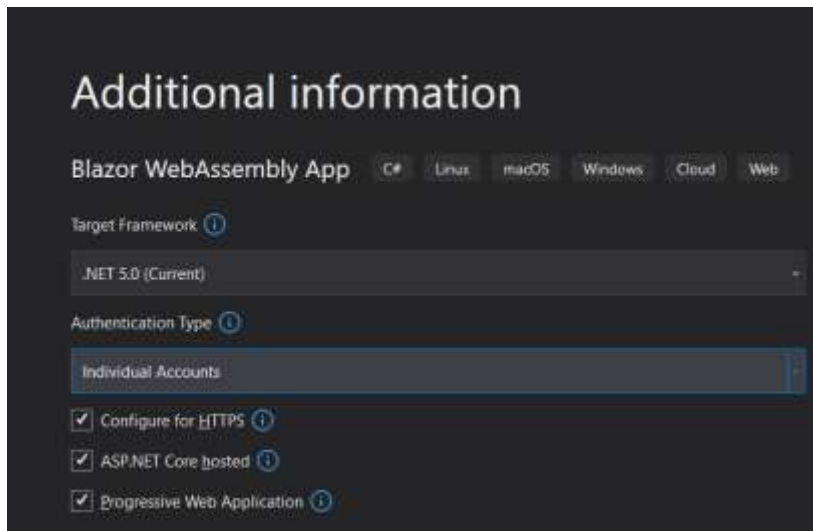 Additional information
Blazor WebAssembly App C# Linux macOS Windows Cloud Web
Target Framework
.NET 5.0 (Current)
Authentication Type
Individual Accounts
Configure for HTTPS
ASP.NET Core hosted
Progressive Web Application